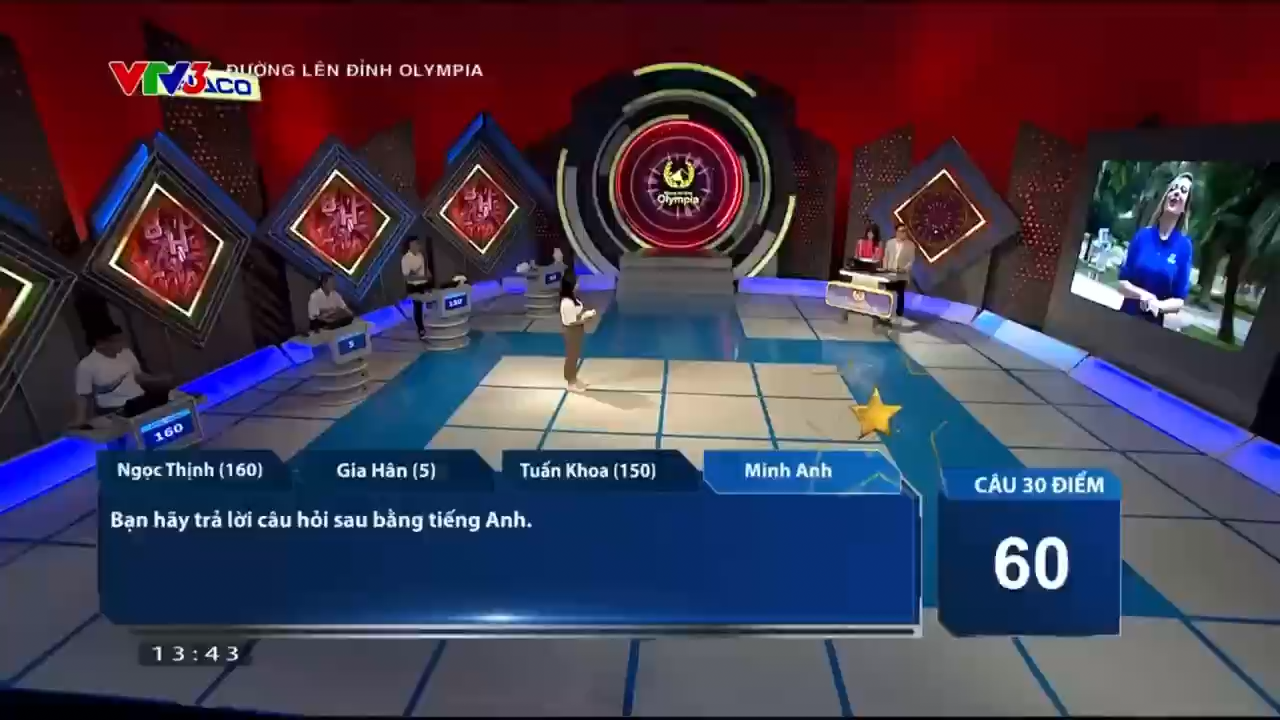 VTV3
ĐƯỜNG LÊN ĐỈNH OLYMPIA
Olympia
160
5
150
Ngọc Thịnh (160)
Gia Hân (5)
Tuấn Khoa (150)
Minh Anh
CÂU 30 ĐIỂM
Bạn hãy trả lời câu hỏi sau bằng tiếng Anh.
60
13:43